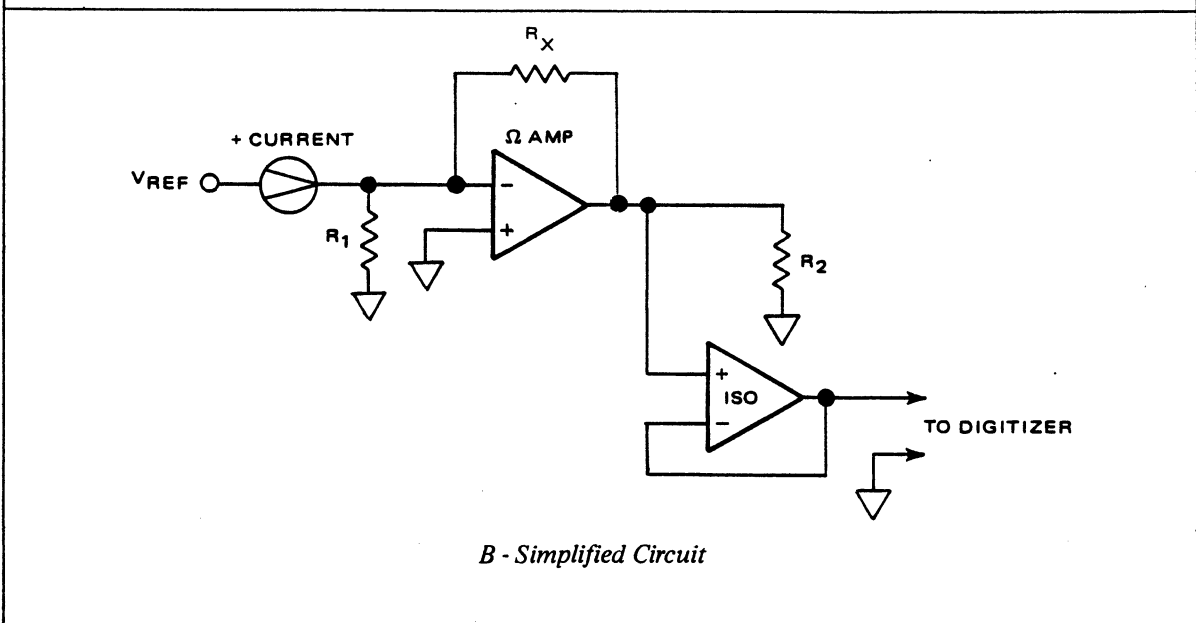 RX
Ω AMP
+ CURRENT
VREF
−
+
R1
R2
+
ISO
−
TO DIGITIZER
B - Simplified Circuit